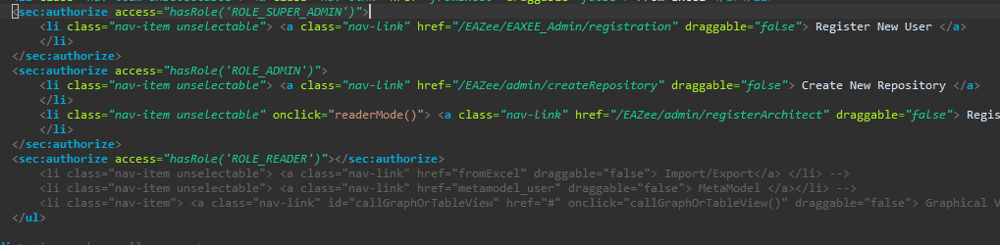 <sec:authorize access="hasRole('ROLE_SUPER_ADMIN')">
<li class="nav-item unselectable"> <a class="nav-link" href="/EAZee/EAXEE_Admin/registration" draggable="false"> Register New User </a>
</li>
</sec:authorize>
<sec:authorize access="hasRole('ROLE_ADMIN')">
<li class="nav-item unselectable"> <a class="nav-link" href="/EAZee/admin/createRepository" draggable="false"> Create New Repository </a>
</li>
<li class="nav-item unselectable" onclick="readerMode()"> <a class="nav-link" href="/EAZee/admin/registerArchitect" draggable="false"> Regis
</li>
</sec:authorize>
<sec:authorize access="hasRole('ROLE_READER')"></sec:authorize>
<li class="nav-item unselectable"> <a class="nav-link" href="fromExcel" draggable="false"> Import/Export</a> </li> -->
<li class="nav-item unselectable"> <a class="nav-link" href="metamodel_user" draggable="false"> MetaModel </a></li> -->
<li class="nav-item"> <a class="nav-link" id="callGraphOrTableView" href="#" onclick="callGraphOrTableView()" draggable="false"> Graphical V
</ul>